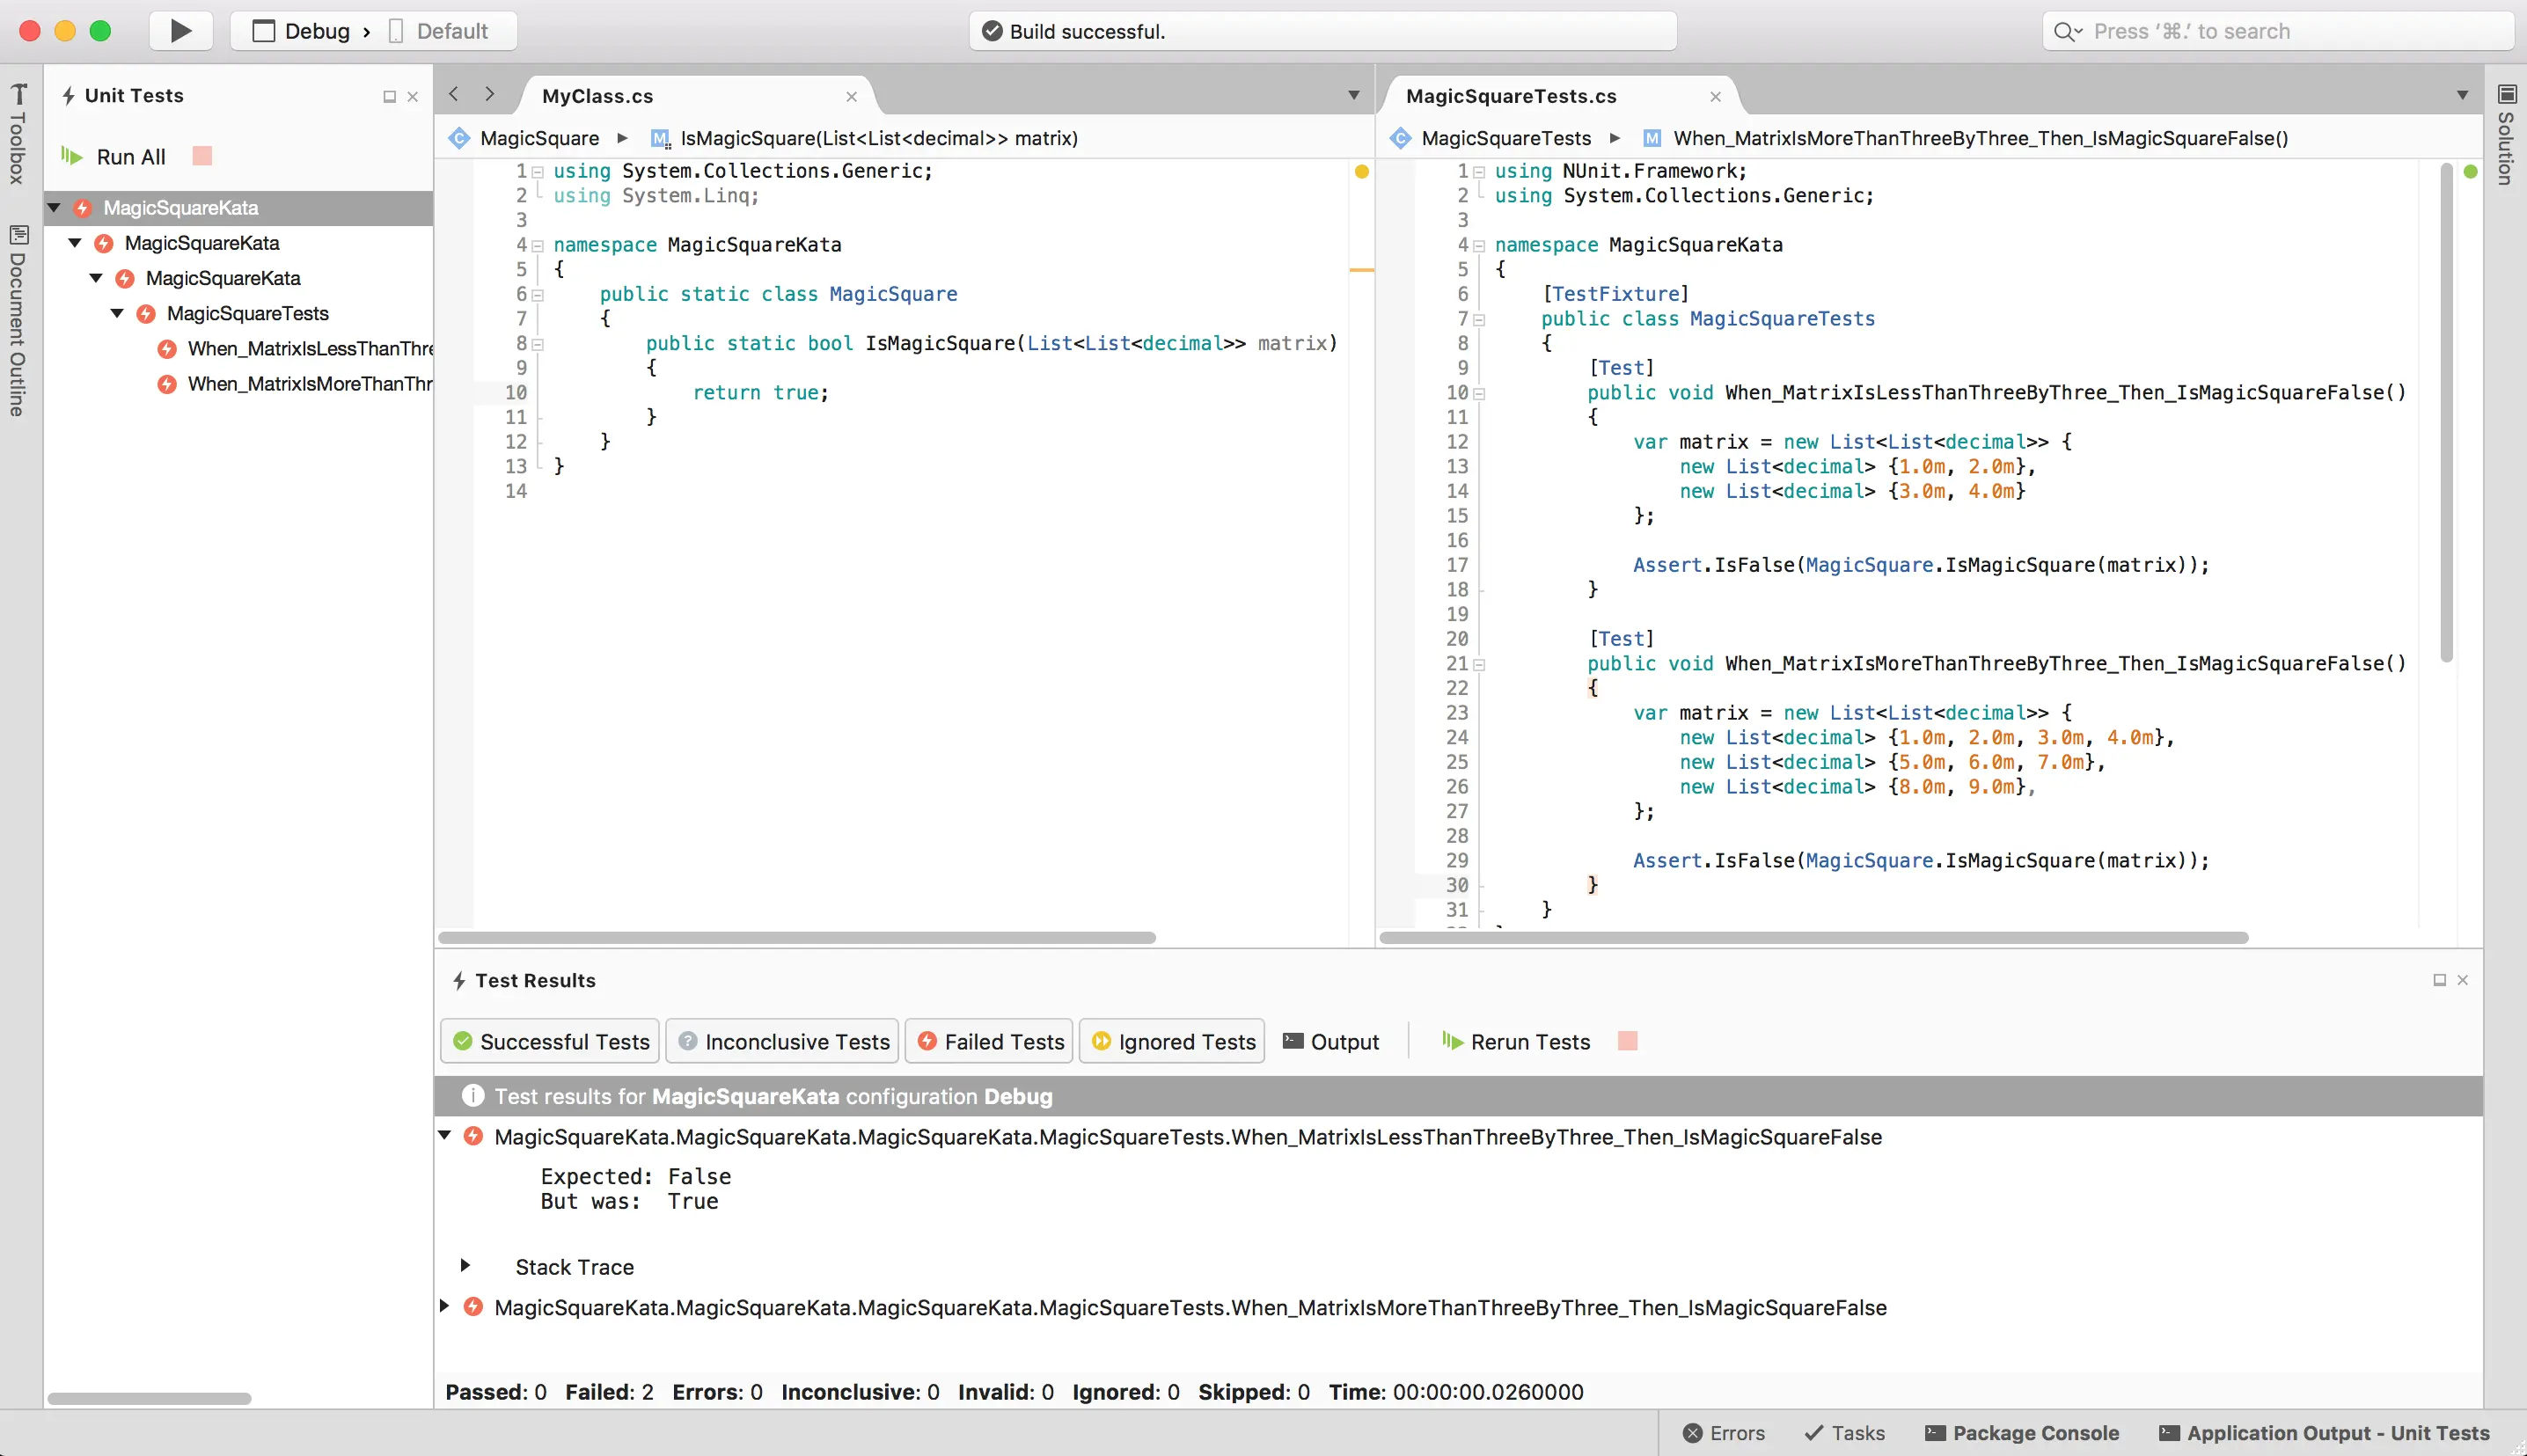 Debug › Default
Build successful.
Press ‘⌘.’ to search
Toolbox
Document Outline
Unit Tests
Run All
MagicSquareKata
MagicSquareKata
MagicSquareKata
MagicSquareTests
When_MatrixIsLessThanThre
When_MatrixIsMoreThanThr
MyClass.cs
MagicSquare IsMagicSquare(List<List<decimal>> matrix)
1 using System.Collections.Generic;
2 using System.Linq;
3
4 namespace MagicSquareKata
5 {
6 public static class MagicSquare
7 {
8 public static bool IsMagicSquare(List<List<decimal>> matrix)
9 {
10 return true;
11 }
12 }
13 }
14
MagicSquareTests.cs
MagicSquareTests M When_MatrixIsMoreThanThreeByThree_Then_IsMagicSquareFalse()
1 using NUnit.Framework;
2 using System.Collections.Generic;
3
4 namespace MagicSquareKata
5 {
6 [TestFixture]
7 public class MagicSquareTests
8 {
9 [Test]
10 public void When_MatrixIsLessThanThreeByThree_Then_IsMagicSquareFalse()
11 {
12 var matrix = new List<List<decimal>> {
13 new List<decimal> {1.0m, 2.0m},
14 new List<decimal> {3.0m, 4.0m}
15 };
16
17 Assert.IsFalse(MagicSquare.IsMagicSquare(matrix));
18 }
19
20 [Test]
21 public void When_MatrixIsMoreThanThreeByThree_Then_IsMagicSquareFalse()
22 {
23 var matrix = new List<List<decimal>> {
24 new List<decimal> {1.0m, 2.0m, 3.0m, 4.0m},
25 new List<decimal> {5.0m, 6.0m, 7.0m},
26 new List<decimal> {8.0m, 9.0m},
27 };
28
29 Assert.IsFalse(MagicSquare.IsMagicSquare(matrix));
30 }
31 }
Solution
Test Results
Successful Tests Inconclusive Tests Failed Tests Ignored Tests Output Rerun Tests
Test results for MagicSquareKata configuration Debug
MagicSquareKata.MagicSquareKata.MagicSquareKata.MagicSquareTests.When_MatrixIsLessThanThreeByThree_Then_IsMagicSquareFalse
Expected: False
But was: True
Stack Trace
MagicSquareKata.MagicSquareKata.MagicSquareKata.MagicSquareTests.When_MatrixIsMoreThanThreeByThree_Then_IsMagicSquareFalse
Passed: 0 Failed: 2 Errors: 0 Inconclusive: 0 Invalid: 0 Ignored: 0 Skipped: 0 Time: 00:00:00.0260000
Errors Tasks Package Console Application Output - Unit Tests